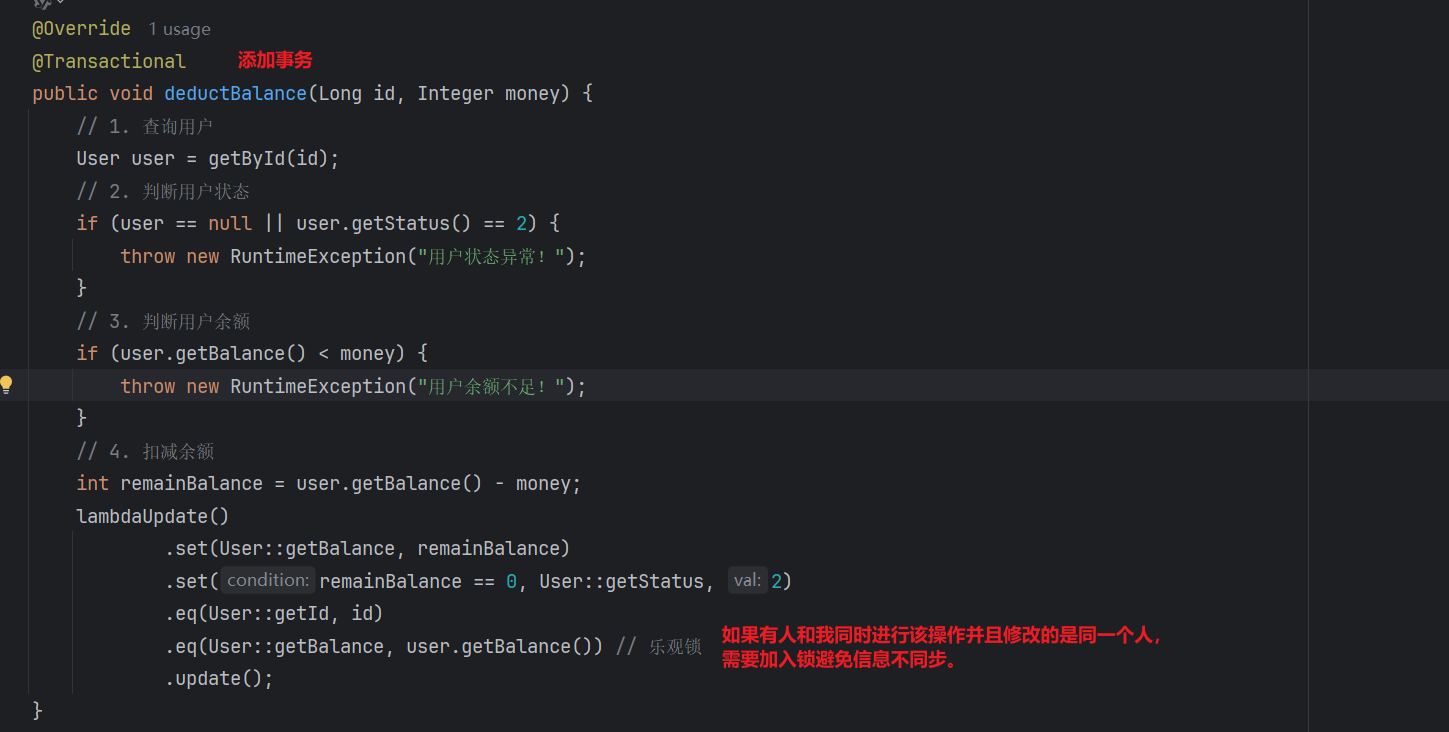 @Override 1 usage
@Transactional 添加事务
public void deductBalance(Long id, Integer money) {
// 1. 查询用户
User user = getById(id);
// 2. 判断用户状态
if (user == null || user.getStatus() == 2) {
throw new RuntimeException("用户状态异常！");
}
// 3. 判断用户余额
if (user.getBalance() < money) {
throw new RuntimeException("用户余额不足！");
}
// 4. 扣减余额
int remainBalance = user.getBalance() - money;
lambdaUpdate()
.set(User::getBalance, remainBalance)
.set( condition: remainBalance == 0, User::getStatus, val: 2)
.eq(User::getId, id)
.eq(User::getBalance, user.getBalance()) // 乐观锁
如果有人和我同时进行该操作并且修改的是同一个人，
需要加入锁避免信息不同步。
.update();
}